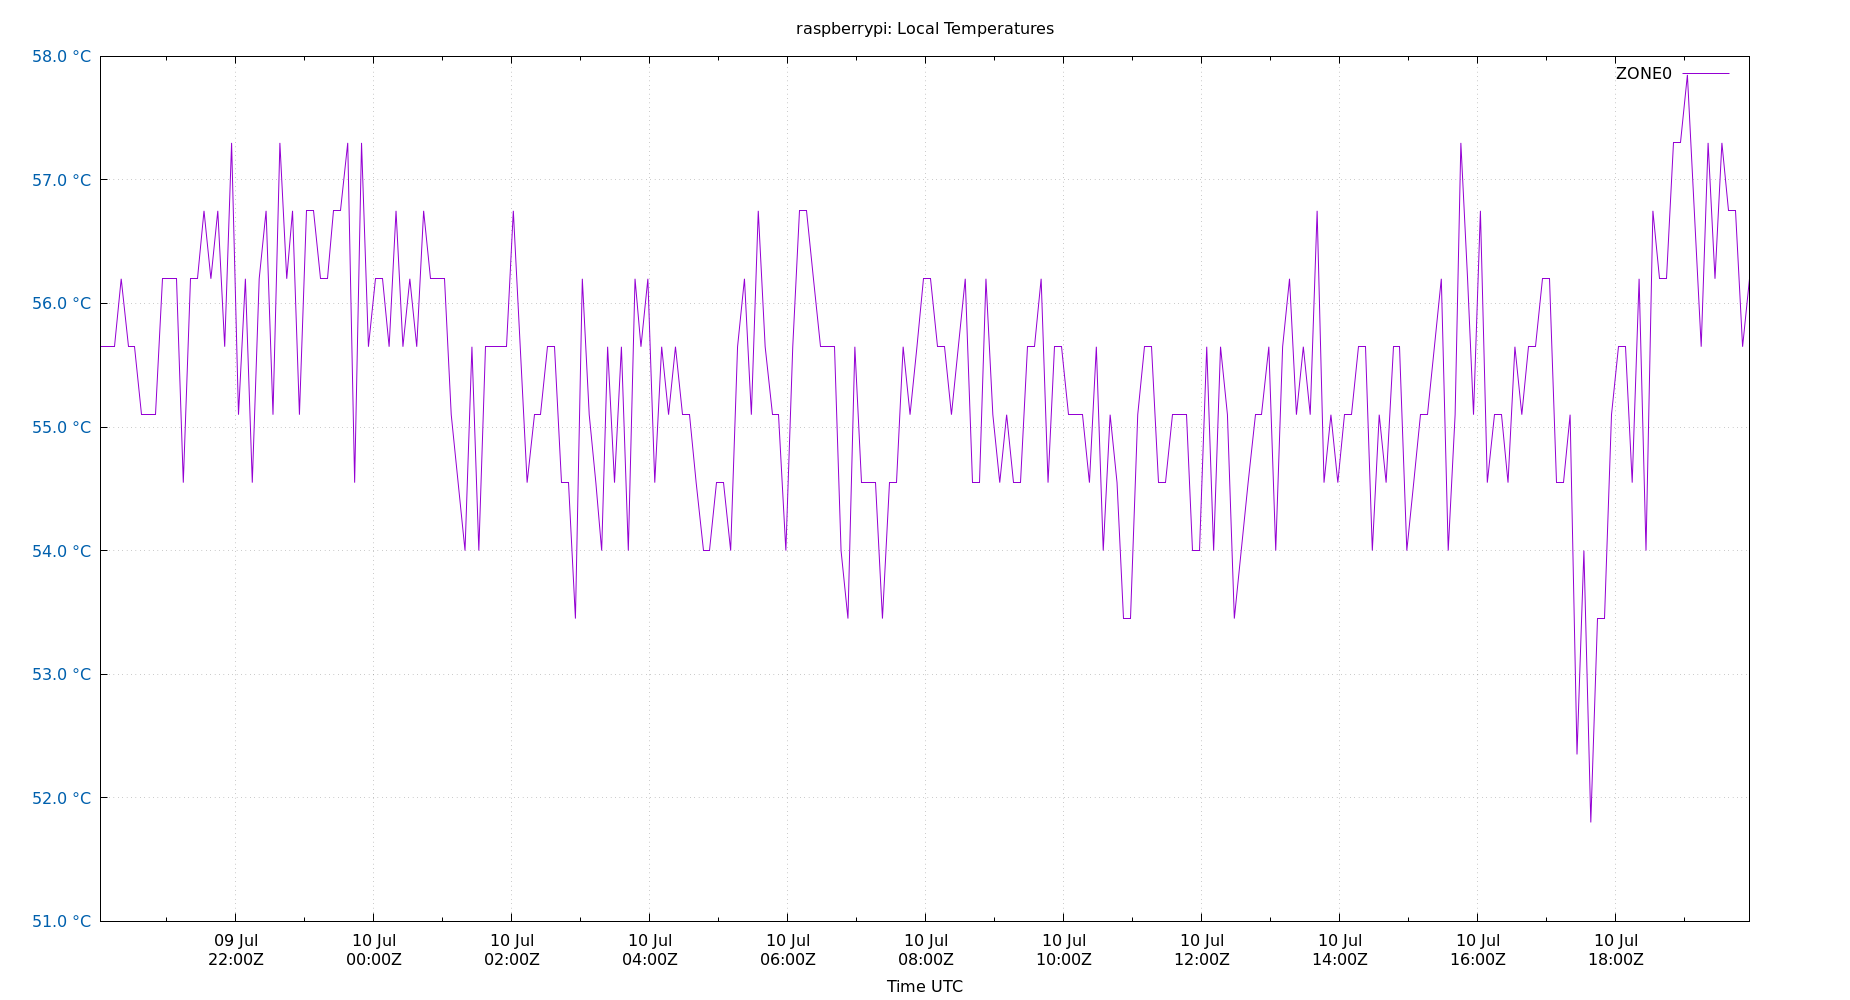 raspberrypi: Local Temperatures
58.0 °C
ZONE0
57.0 °C
56.0 °C
55.0 °C
54.0 °C
53.0 °C
52.0 °C
51.0 °C
09 Jul 10 Jul 10 Jul 10 Jul 10 Jul 10 Jul 10 Jul 10 Jul 10 Jul 10 Jul 10 Jul
22:00Z 00:00Z 02:00Z 04:00Z 06:00Z 08:00Z 10:00Z 12:00Z 14:00Z 16:00Z 18:00Z
Time UTC